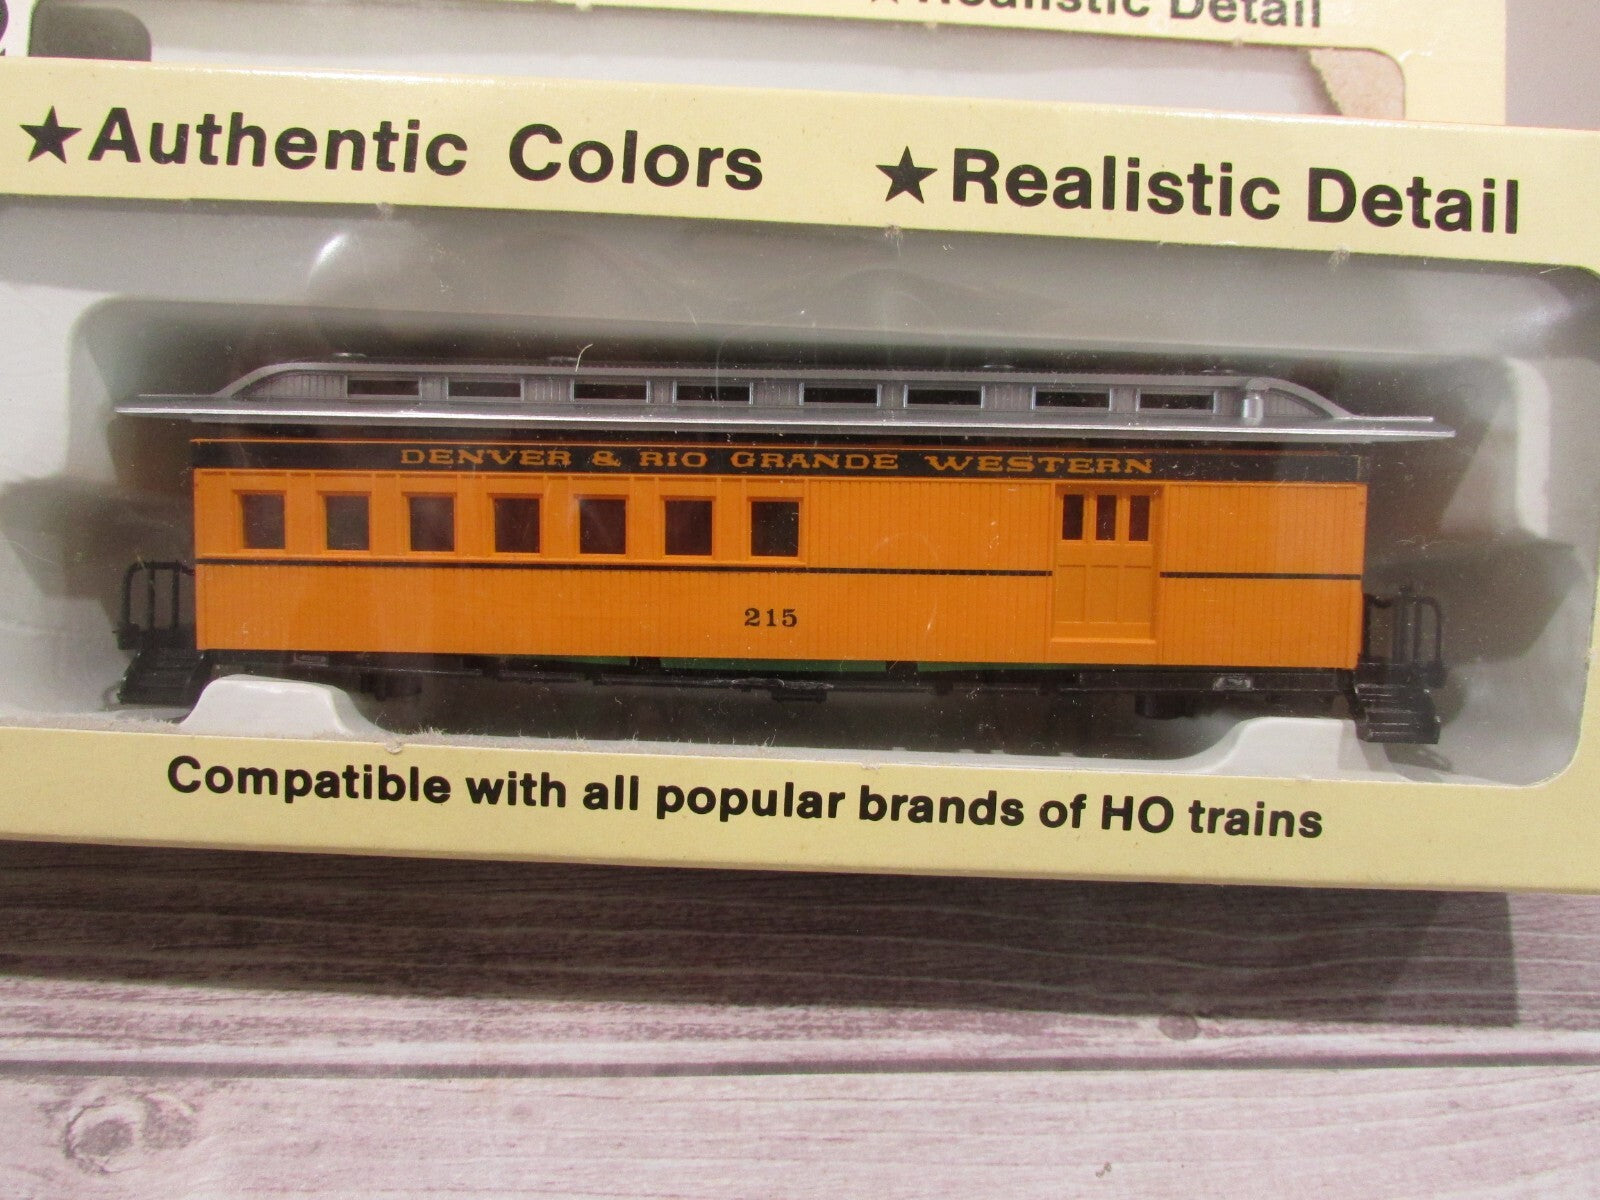 Realistic Detail
★Authentic Colors ★Realistic Detail
DENVER & RIO GRANDE WESTERN
215
Compatible with all popular brands of HO trains